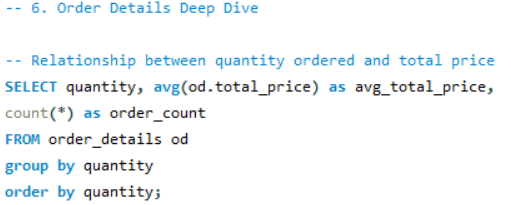 -- 6. Order Details Deep Dive
-- Relationship between quantity ordered and total price
SELECT quantity, avg(od.total_price) as avg_total_price,
count(*) as order_count
FROM order_details od
group by quantity
order by quantity;